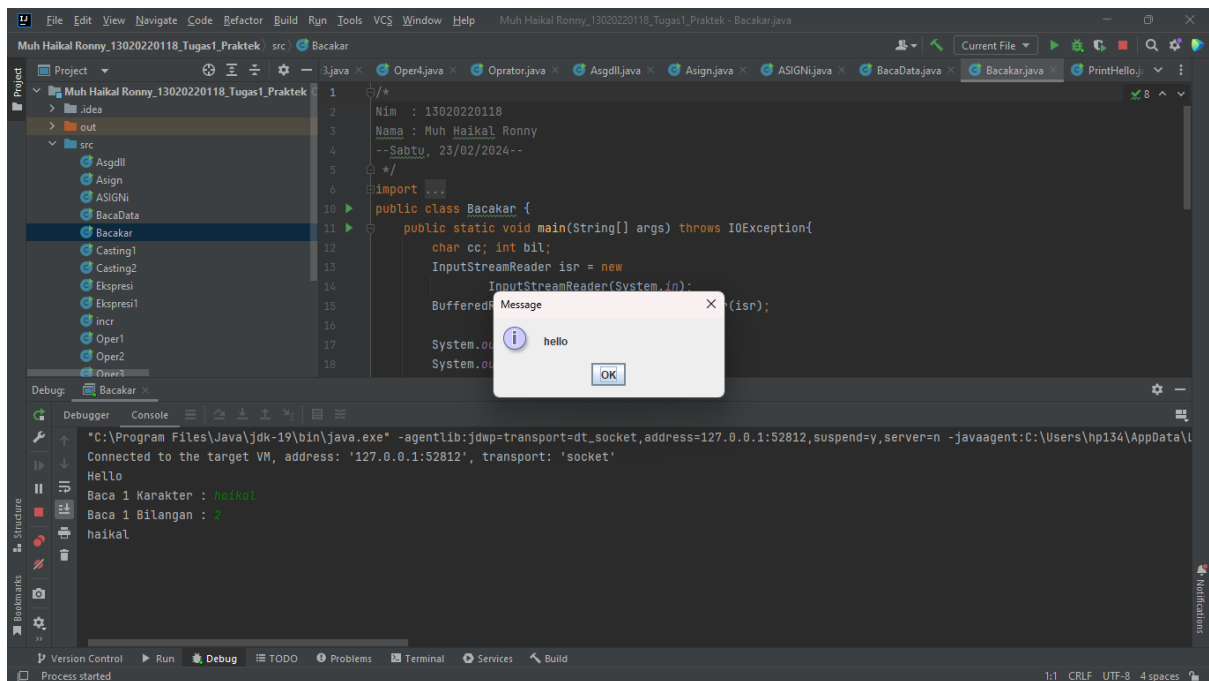 File Edit View Navigate Code Refactor Build Run Tools VCS Window Help Muh Haikal Ronny_13020220118_Tugas1_Praktek - Bacakar.java
Muh Haikal Ronny_13020220118_Tugas1_Praktek src Bacakar
Current File
Project
3.java Oper4.java Oprator.java Asgdll.java Asign.java ASIGNi.java BacaData.java Bacakar.java PrintHello.j
Project
Muh Haikal Ronny_13020220118_Tugas1_Praktek
.idea
out
src
Asgdll
Asign
ASIGNi
BacaData
Bacakar
Casting1
Casting2
Ekspresi
Ekspresi1
incr
Oper1
Oper2
Oper3
8
1 /*
2 Nim : 13020220118
3 Nama : Muh Haikal Ronny
4 --Sabtu, 23/02/2024--
5 */
6 import ...
10 public class Bacakar {
11 public static void main(String[] args) throws IOException{
12 char cc; int bil;
13 InputStreamReader isr = new
14 InputStreamReader(System.in);
15 BufferedR (isr);
16
17 System.ou
18 System.ou
Message
hello
OK
Debug: Bacakar
Debugger Console
"C:\Program Files\Java\jdk-19\bin\java.exe" -agentlib:jdwp=transport=dt_socket,address=127.0.0.1:52812,suspend=y,server=n -javaagent:C:\Users\hp134\AppData\L
Connected to the target VM, address: '127.0.0.1:52812', transport: 'socket'
Hello
Baca 1 Karakter : haikal
Baca 1 Bilangan : 2
haikal
Structure
Bookmarks
Notifications
Version Control Run Debug TODO Problems Terminal Services Build
Process started
1:1 CRLF UTF-8 4 spaces